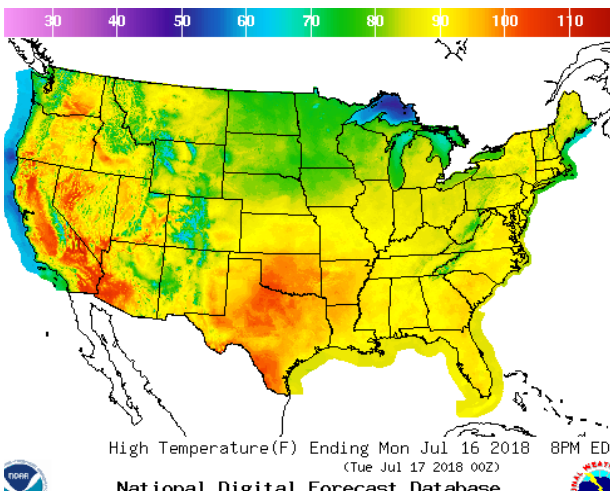 30 40 50 60 70 80 90 100 110
High Temperature(F) Ending Mon Jul 16 2018 8PM ED
(Tue Jul 17 2018 00Z)
National Digital Forecast Database
NOAA